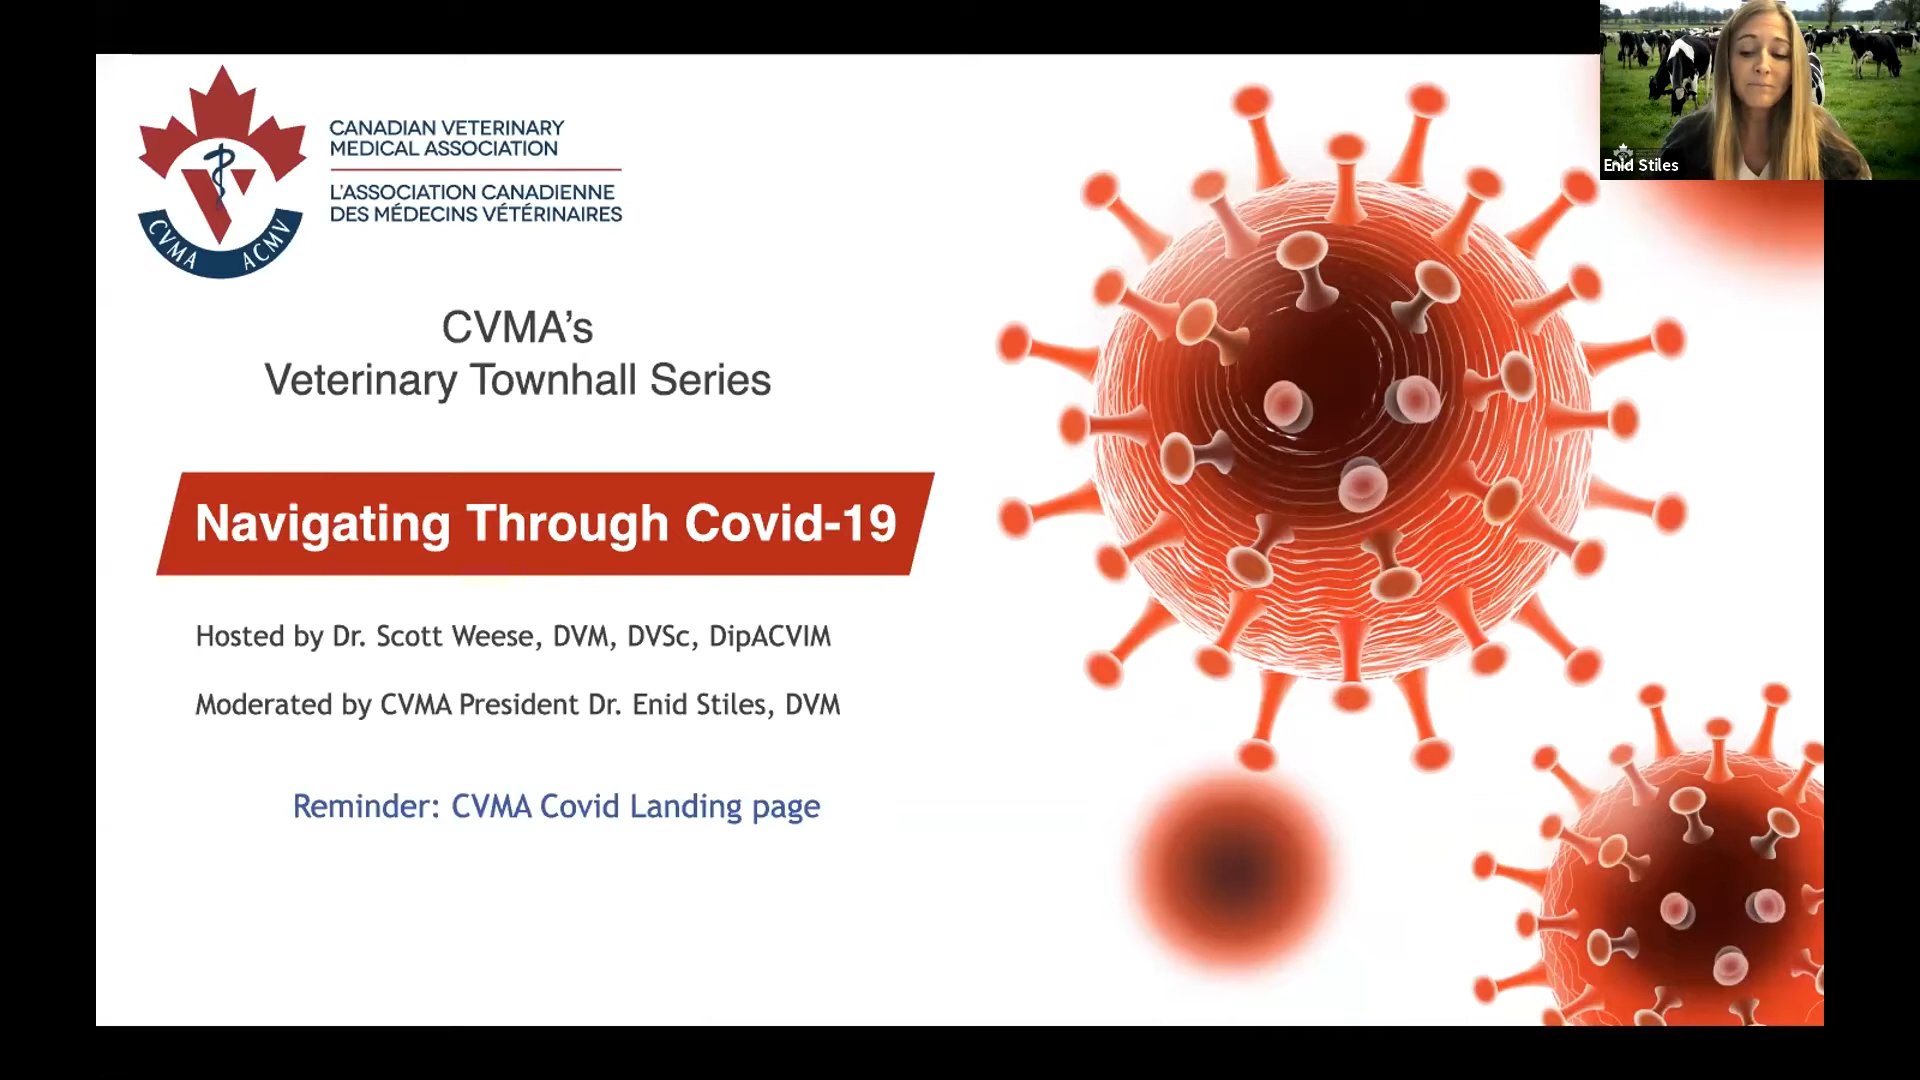 CANADIAN VETERINARY
MEDICAL ASSOCIATION
L'ASSOCIATION CANADIENNE
DES MÉDECINS VÉTÉRINAIRES
CVMA ACMV
CVMA's
Veterinary Townhall Series
Navigating Through Covid-19
Hosted by Dr. Scott Weese, DVM, DVSc, DipACVIM
Moderated by CVMA President Dr. Enid Stiles, DVM
Reminder: CVMA Covid Landing page
Enid Stiles